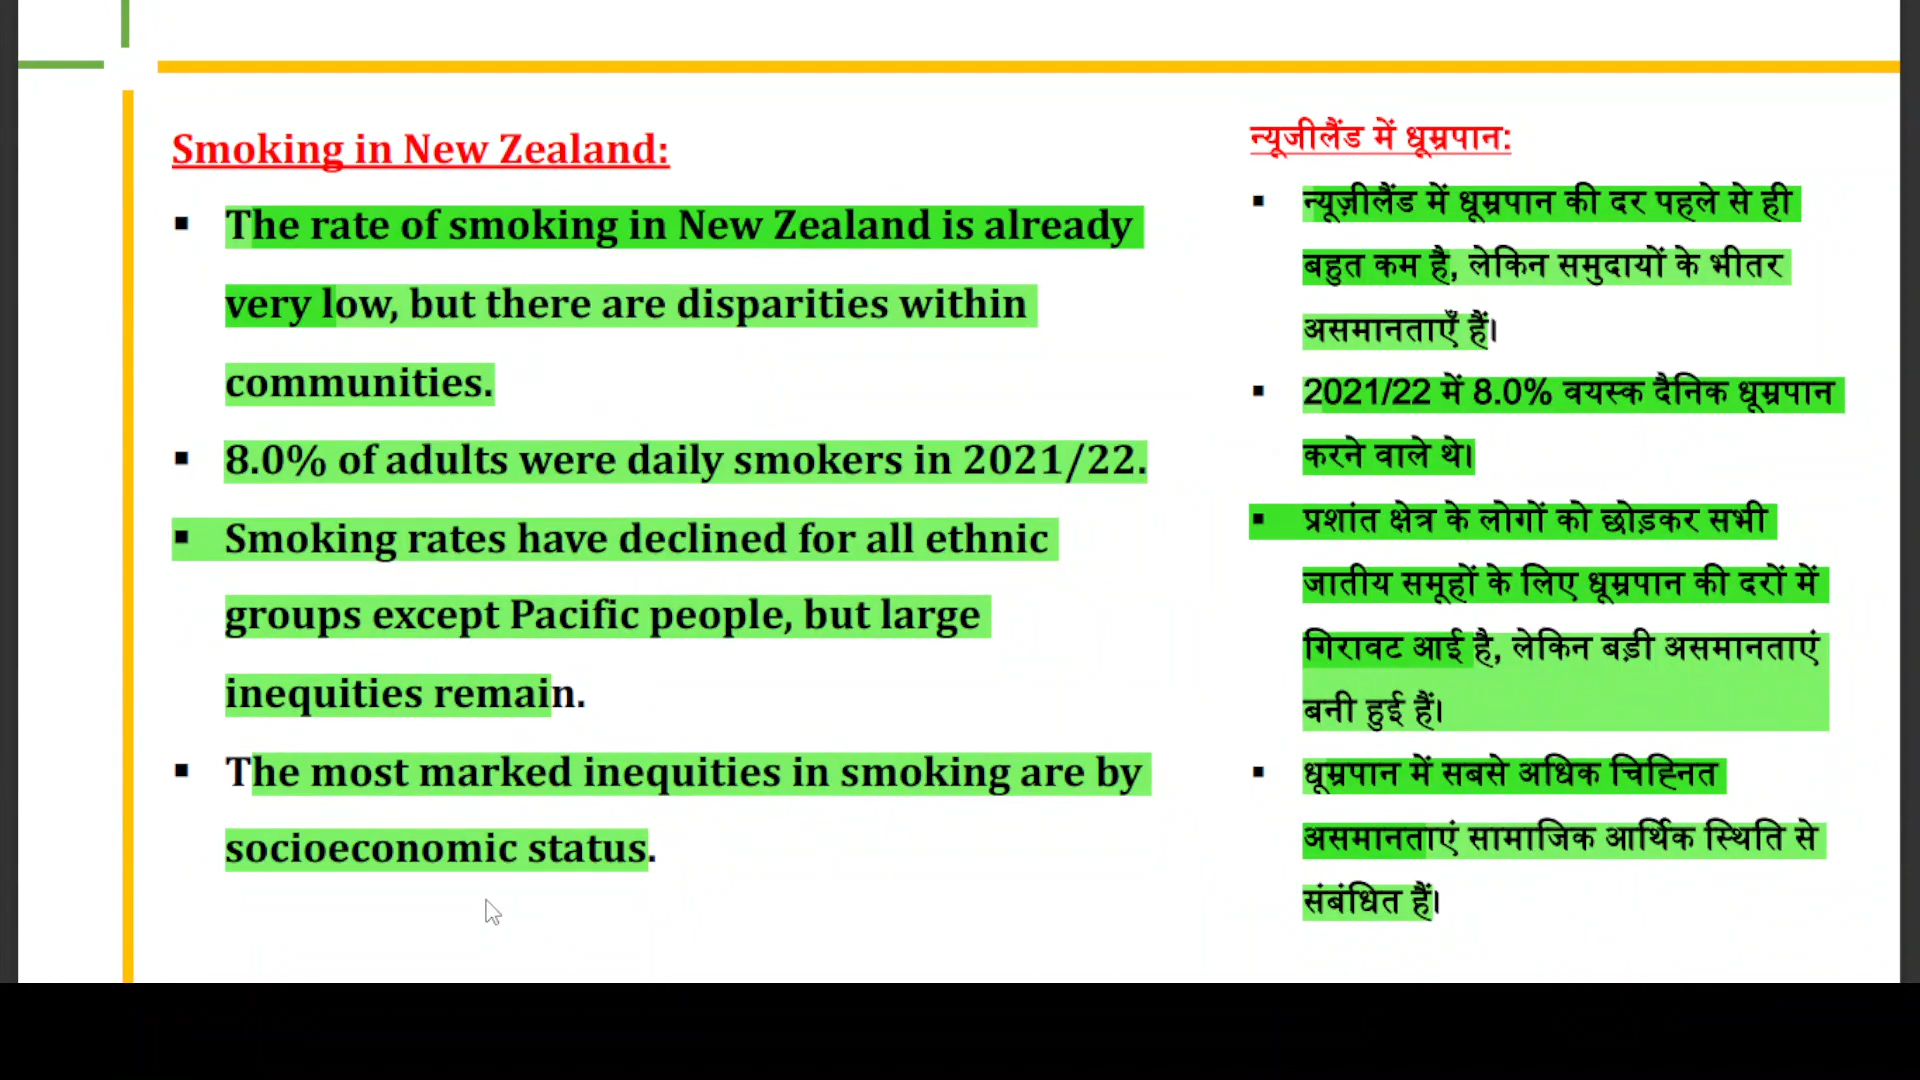 Smoking in New Zealand:
▪ The rate of smoking in New Zealand is already
very low, but there are disparities within
communities.
▪ 8.0% of adults were daily smokers in 2021/22.
▪ Smoking rates have declined for all ethnic
groups except Pacific people, but large
inequities remain.
▪ The most marked inequities in smoking are by
socioeconomic status.
न्यूजीलैंड में धूम्रपान:
▪ न्यूज़ीलैंड में धूम्रपान की दर पहले से ही
बहुत कम है, लेकिन समुदायों के भीतर
असमानताएँ हैं।
▪ 2021/22 में 8.0% वयस्क दैनिक धूम्रपान
करने वाले थे।
▪ प्रशांत क्षेत्र के लोगों को छोड़कर सभी
जातीय समूहों के लिए धूम्रपान की दरों में
गिरावट आई है, लेकिन बड़ी असमानताएं
बनी हुई हैं।
▪ धूम्रपान में सबसे अधिक चिह्नित
असमानताएं सामाजिक आर्थिक स्थिति से
संबंधित हैं।